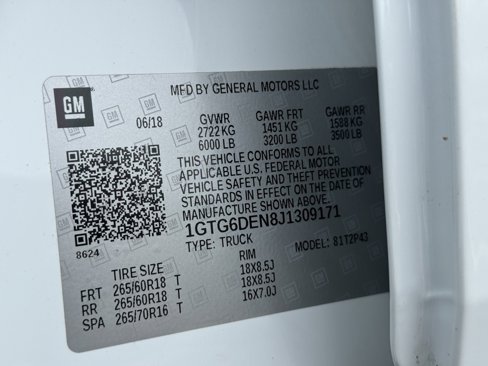 GM
MFD BY GENERAL MOTORS LLC
06/18
GVWR GAWR FRT GAWR RR
2722 KG 1451 KG 1588 KG
6000 LB 3200 LB 3500 LB
THIS VEHICLE CONFORMS TO ALL
APPLICABLE U.S. FEDERAL MOTOR
VEHICLE SAFETY AND THEFT PREVENTION
STANDARDS IN EFFECT ON THE DATE OF
MANUFACTURE SHOWN ABOVE.
1GTG6DEN8J1309171
8624
TYPE: TRUCK MODEL: 81T2P43
TIRE SIZE RIM
FRT 265/60R18 T 18X8.5J
RR 265/60R18 T 18X8.5J
SPA 265/70R16 T 16X7.0J